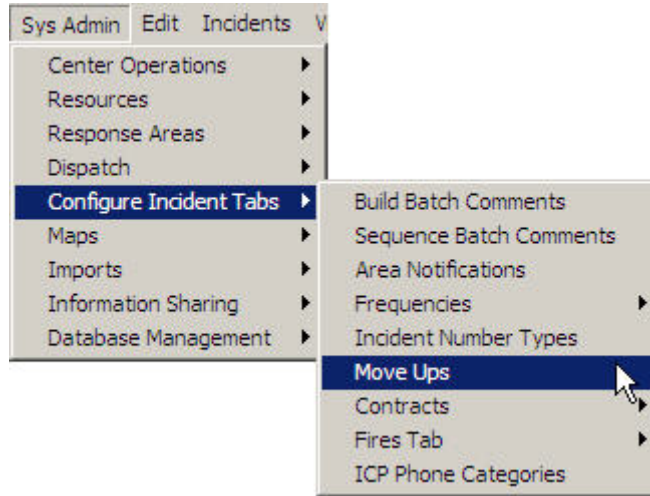 Sys Admin Edit Incidents V
Center Operations
Resources
Response Areas
Dispatch
Configure Incident Tabs
Maps
Imports
Information Sharing
Database Management
Build Batch Comments
Sequence Batch Comments
Area Notifications
Frequencies
Incident Number Types
Move Ups
Contracts
Fires Tab
ICP Phone Categories